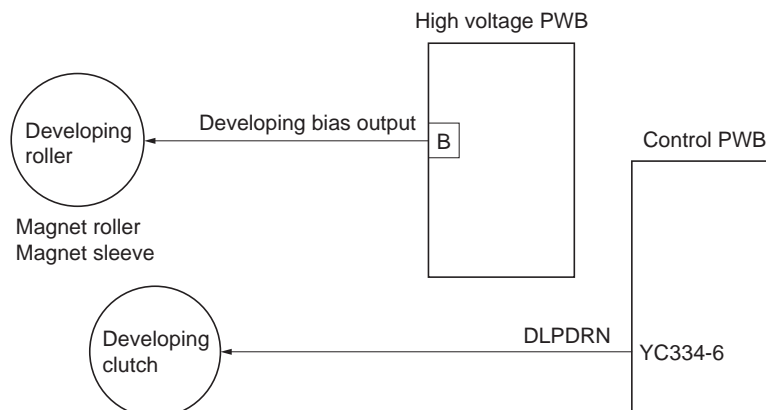 High voltage PWB
Developing
roller
Developing bias output
B
Control PWB
Magnet roller
Magnet sleeve
Developing
clutch
DLPDRN
YC334-6